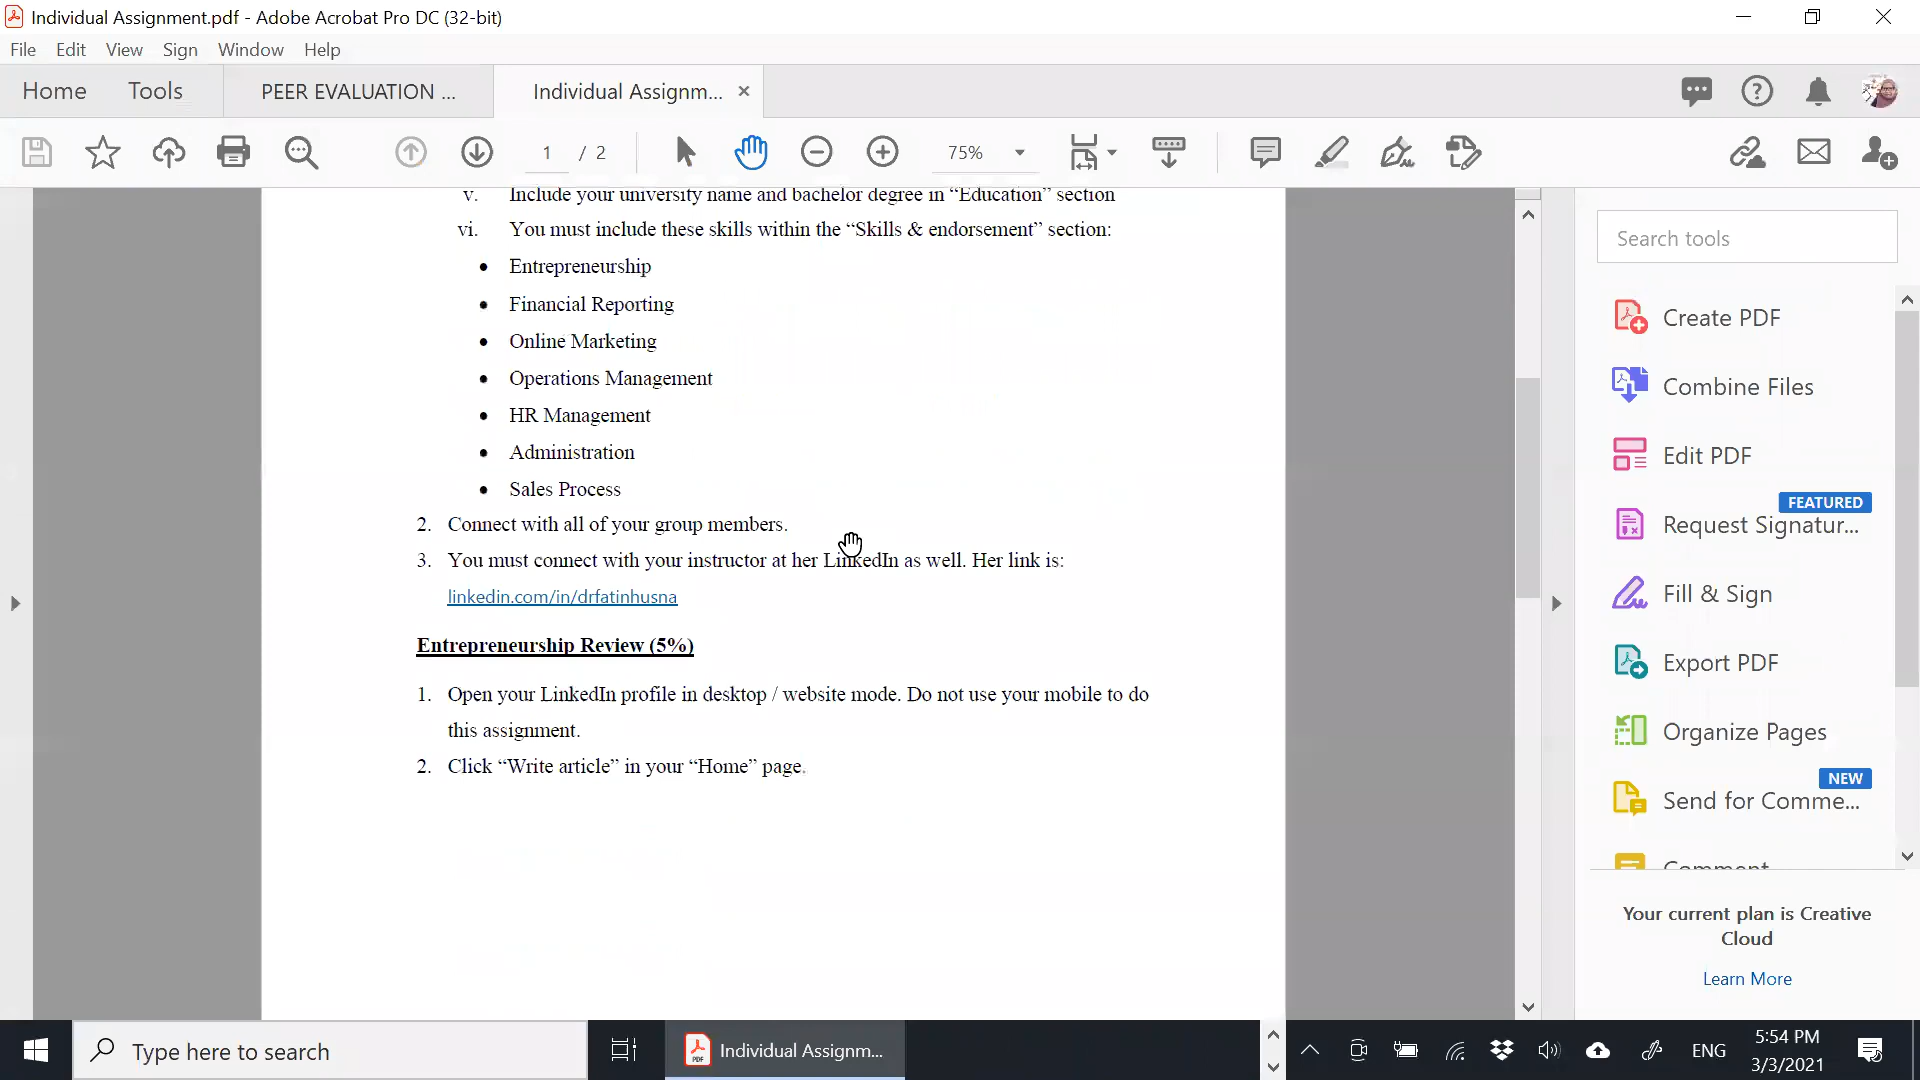 Individual Assignment.pdf - Adobe Acrobat Pro DC (32-bit)
File Edit View Sign Window Help
Home Tools PEER EVALUATION ... Individual Assignm... ×
1 / 2 75%
v. Include your university name and bachelor degree in “Education” section
vi. You must include these skills within the “Skills & endorsement” section:
• Entrepreneurship
• Financial Reporting
• Online Marketing
• Operations Management
• HR Management
• Administration
• Sales Process
2. Connect with all of your group members.
3. You must connect with your instructor at her LinkedIn as well. Her link is:
linkedin.com/in/drfatinhusna
Entrepreneurship Review (5%)
1. Open your LinkedIn profile in desktop / website mode. Do not use your mobile to do
this assignment.
2. Click “Write article” in your “Home” page.
Search tools
Create PDF
Combine Files
Edit PDF
FEATURED
Request Signatur...
Fill & Sign
Export PDF
Organize Pages
NEW
Send for Comme...
Comment
Your current plan is Creative
Cloud
Learn More
Type here to search
PDF
Individual Assignm...
ENG
5:54 PM
3/3/2021